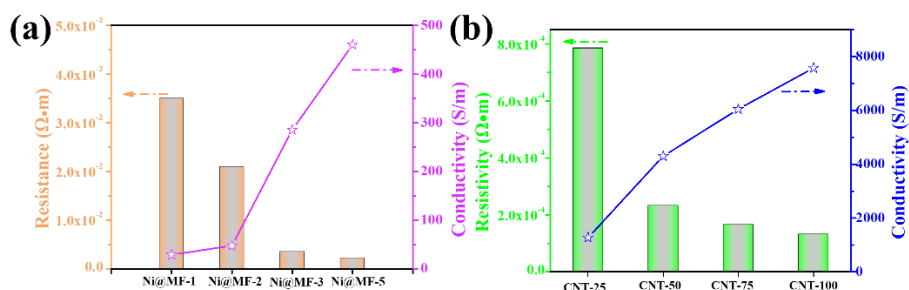 (a)
Resistance (Ω•m)
5.0x10⁻²
4.0x10⁻²
3.0x10⁻²
2.0x10⁻²
1.0x10⁻²
0.0
Ni@MF-1 Ni@MF-2 Ni@MF-3 Ni@MF-5
500
400
300
200
100
50
0
Conductivity (S/m)
(b)
Resistivity (Ω•m)
8.0x10⁻⁴
6.0x10⁻⁴
4.0x10⁻⁴
2.0x10⁻⁴
0.0
CNT-25 CNT-50 CNT-75 CNT-100
8000
6000
4000
2000
1000
0
Conductivity (S/m)